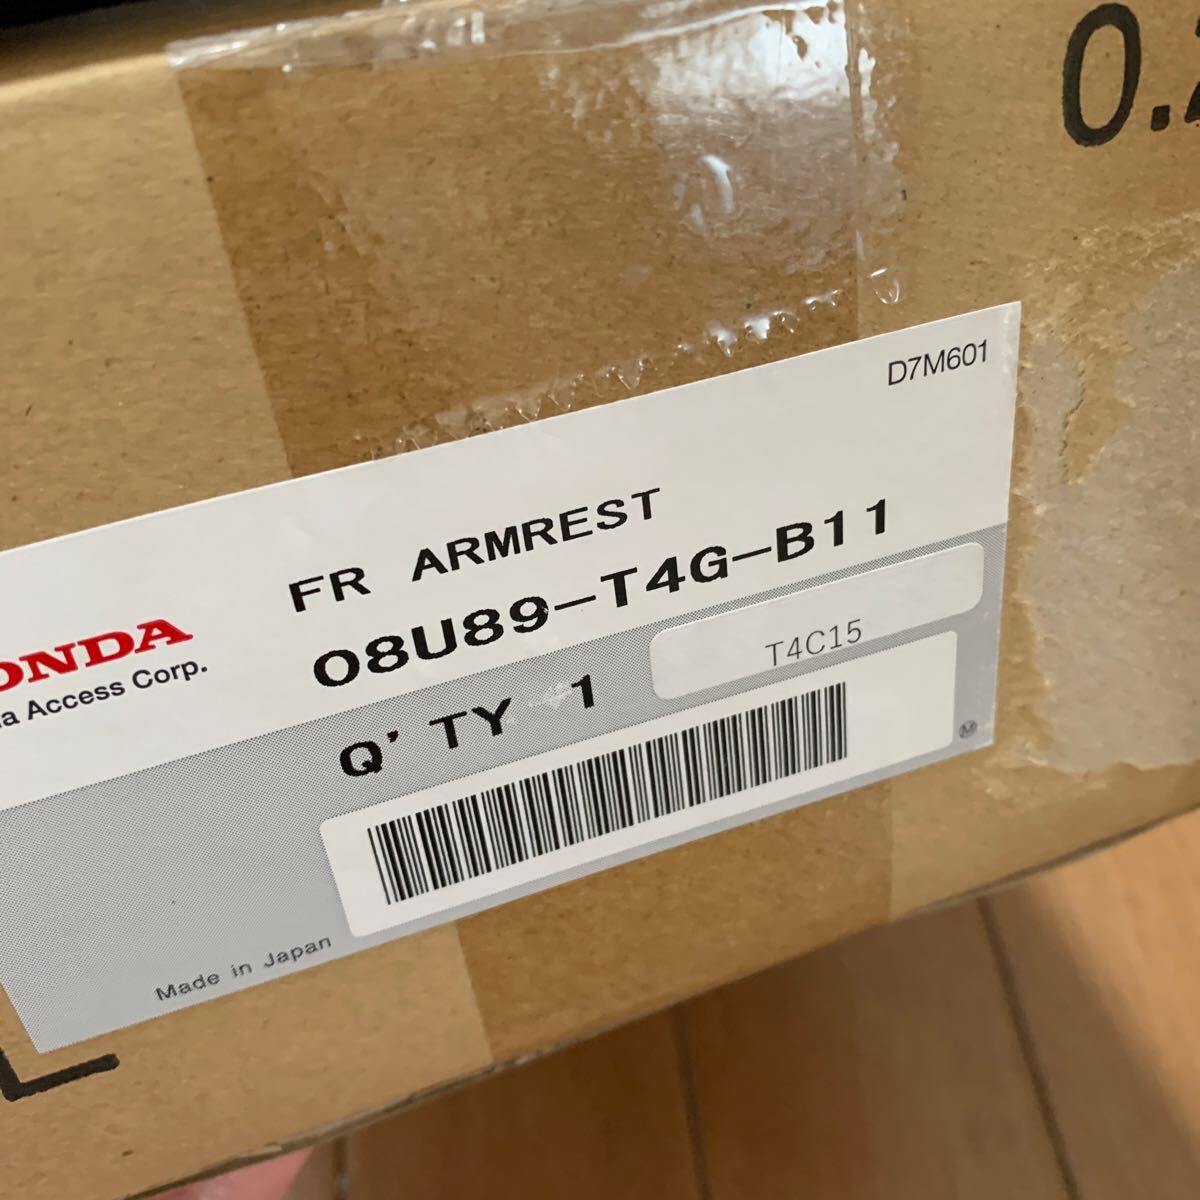 0.
D7M601
FR ARMREST
08U89-T4G-B11
ONDA
a Access Corp.
Q' TY 1
T4C15
M
Made in Japan
L